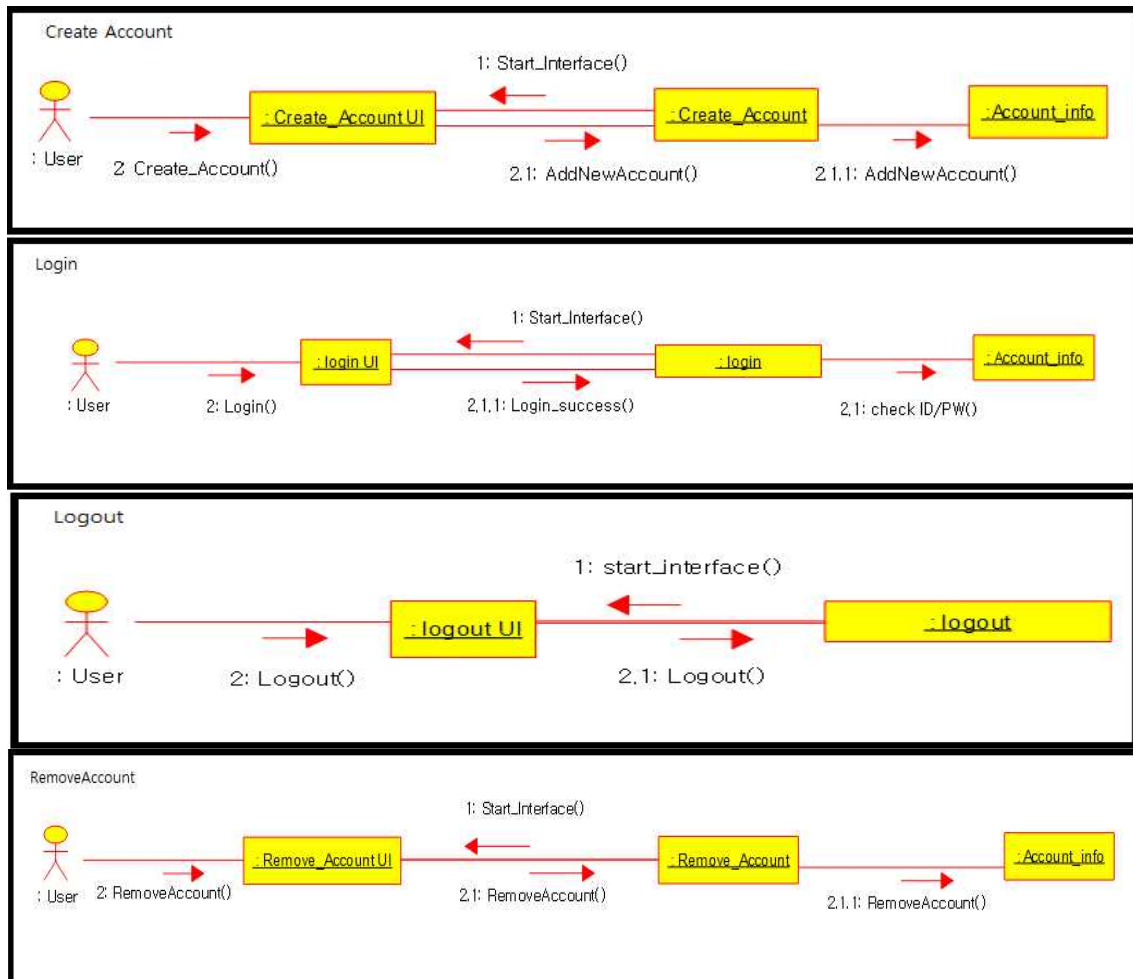 Create Account
1: Start_Interface()
: Create_Account UI
: Create_Account
: Account_info
: User
2: Create_Account()
2.1: AddNewAccount()
2.1.1: AddNewAccount()
Login
1: Start_Interface()
: login UI
: login
: Account_info
: User
2: Login()
2.1.1: Login_success()
2.1: check ID/PW()
Logout
1: start_interface()
: logout UI
: logout
: User
2: Logout()
2.1: Logout()
RemoveAccount
1: Start_Interface()
: Remove_Account UI
: Remove_Account
: Account_info
: User
2: RemoveAccount()
2.1: RemoveAccount()
2.1.1: RemoveAccount()